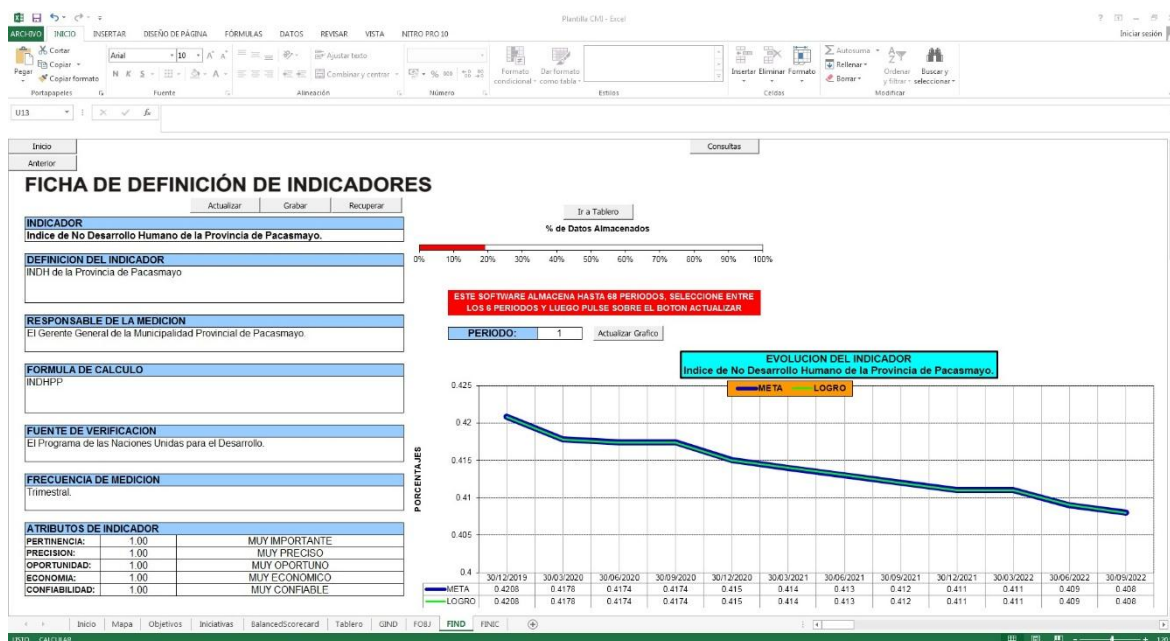 Plantilla CMI - Excel
ARCHIVO INICIO INSERTAR DISEÑO DE PÁGINA FÓRMULAS DATOS REVISAR VISTA NITRO PRO 10 Iniciar sesión
Cortar
Copiar
Copiar formato
Pegar
Arial 10
N K S
Ajustar texto
Combinar y centrar
Formato condicional
Dar formato como tabla
Insertar Eliminar Formato
Autosuma
Rellenar
Borrar
Ordenar y filtrar
Buscar y seleccionar
Portapapeles Fuente Alineación Número Estilos Celdas Modificar
U13 fx
Inicio Consultas
Anterior
FICHA DE DEFINICIÓN DE INDICADORES
Actualizar Grabar Recuperar
Ir a Tablero
INDICADOR
Indice de No Desarrollo Humano de la Provincia de Pacasmayo.
% de Datos Almacenados
0% 10% 20% 30% 40% 50% 60% 70% 80% 90% 100%
DEFINICION DEL INDICADOR
INDH de la Provincia de Pacasmayo
ESTE SOFTWARE ALMACENA HASTA 68 PERIODOS, SELECCIONE ENTRE
LOS 6 PERIODOS Y LUEGO PULSE SOBRE EL BOTON ACTUALIZAR
RESPONSABLE DE LA MEDICION
El Gerente General de la Municipalidad Provincial de Pacasmayo.
PERIODO: 1 Actualizar Grafico
FORMULA DE CALCULO
INDHPP
EVOLUCION DEL INDICADOR
Indice de No Desarrollo Humano de la Provincia de Pacasmayo.
META LOGRO
FUENTE DE VERIFICACION
El Programa de las Naciones Unidas para el Desarrollo.
FRECUENCIA DE MEDICION
Trimestral.
ATRIBUTOS DE INDICADOR
PERTINENCIA: 1.00 MUY IMPORTANTE
PRECISION: 1.00 MUY PRECISO
OPORTUNIDAD: 1.00 MUY OPORTUNO
ECONOMIA: 1.00 MUY ECONOMICO
CONFIABILIDAD: 1.00 MUY CONFIABLE
PORCENTAJES
0.425
0.42
0.415
0.41
0.405
0.4
30/12/2019 30/03/2020 30/06/2020 30/09/2020 30/12/2020 30/03/2021 30/06/2021 30/09/2021 30/12/2021 30/03/2022 30/06/2022 30/09/2022
META 0.4208 0.4178 0.4174 0.4174 0.415 0.414 0.413 0.412 0.411 0.411 0.409 0.408
LOGRO 0.4208 0.4178 0.4174 0.4174 0.415 0.414 0.413 0.412 0.411 0.411 0.409 0.408
Inicio Mapa Objetivos Iniciativas BalancedScorecard Tablero GIND FOBJ FIND FINIC
LISTO CALCULAR